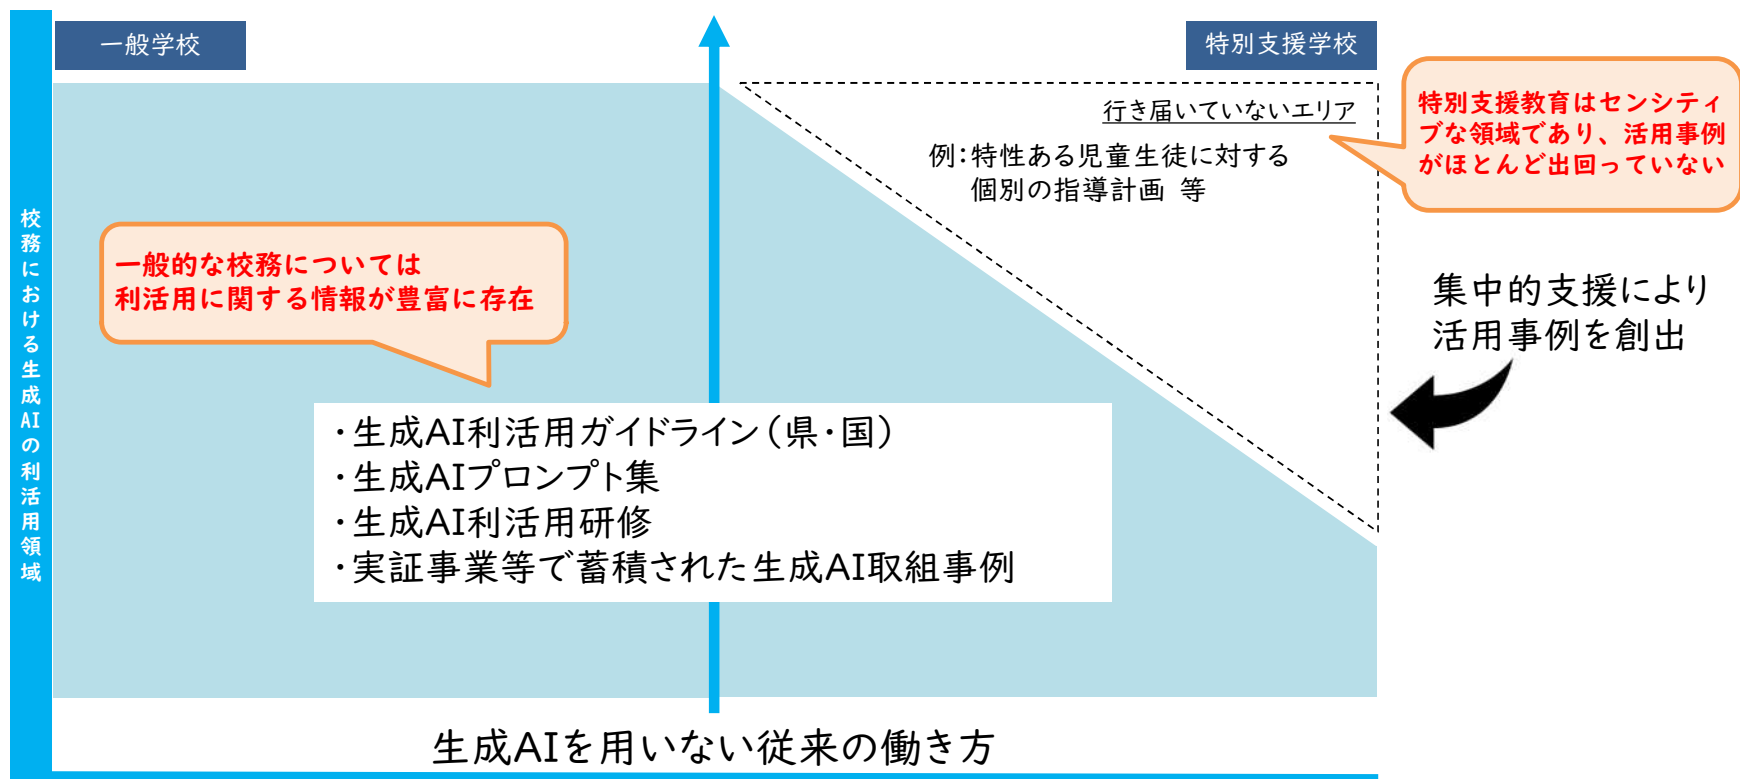 一般学校
特別支援学校
校務における生成AIの利活用領域
行き届いていないエリア
例：特性ある児童生徒に対する
個別の指導計画 等
特別支援教育はセンシティ
ブな領域であり、活用事例
がほとんど出回っていない
一般的な校務については
利活用に関する情報が豊富に存在
集中的支援により
活用事例を創出
・生成AI利活用ガイドライン（県・国）
・生成AIプロンプト集
・生成AI利活用研修
・実証事業等で蓄積された生成AI取組事例
生成AIを用いない従来の働き方